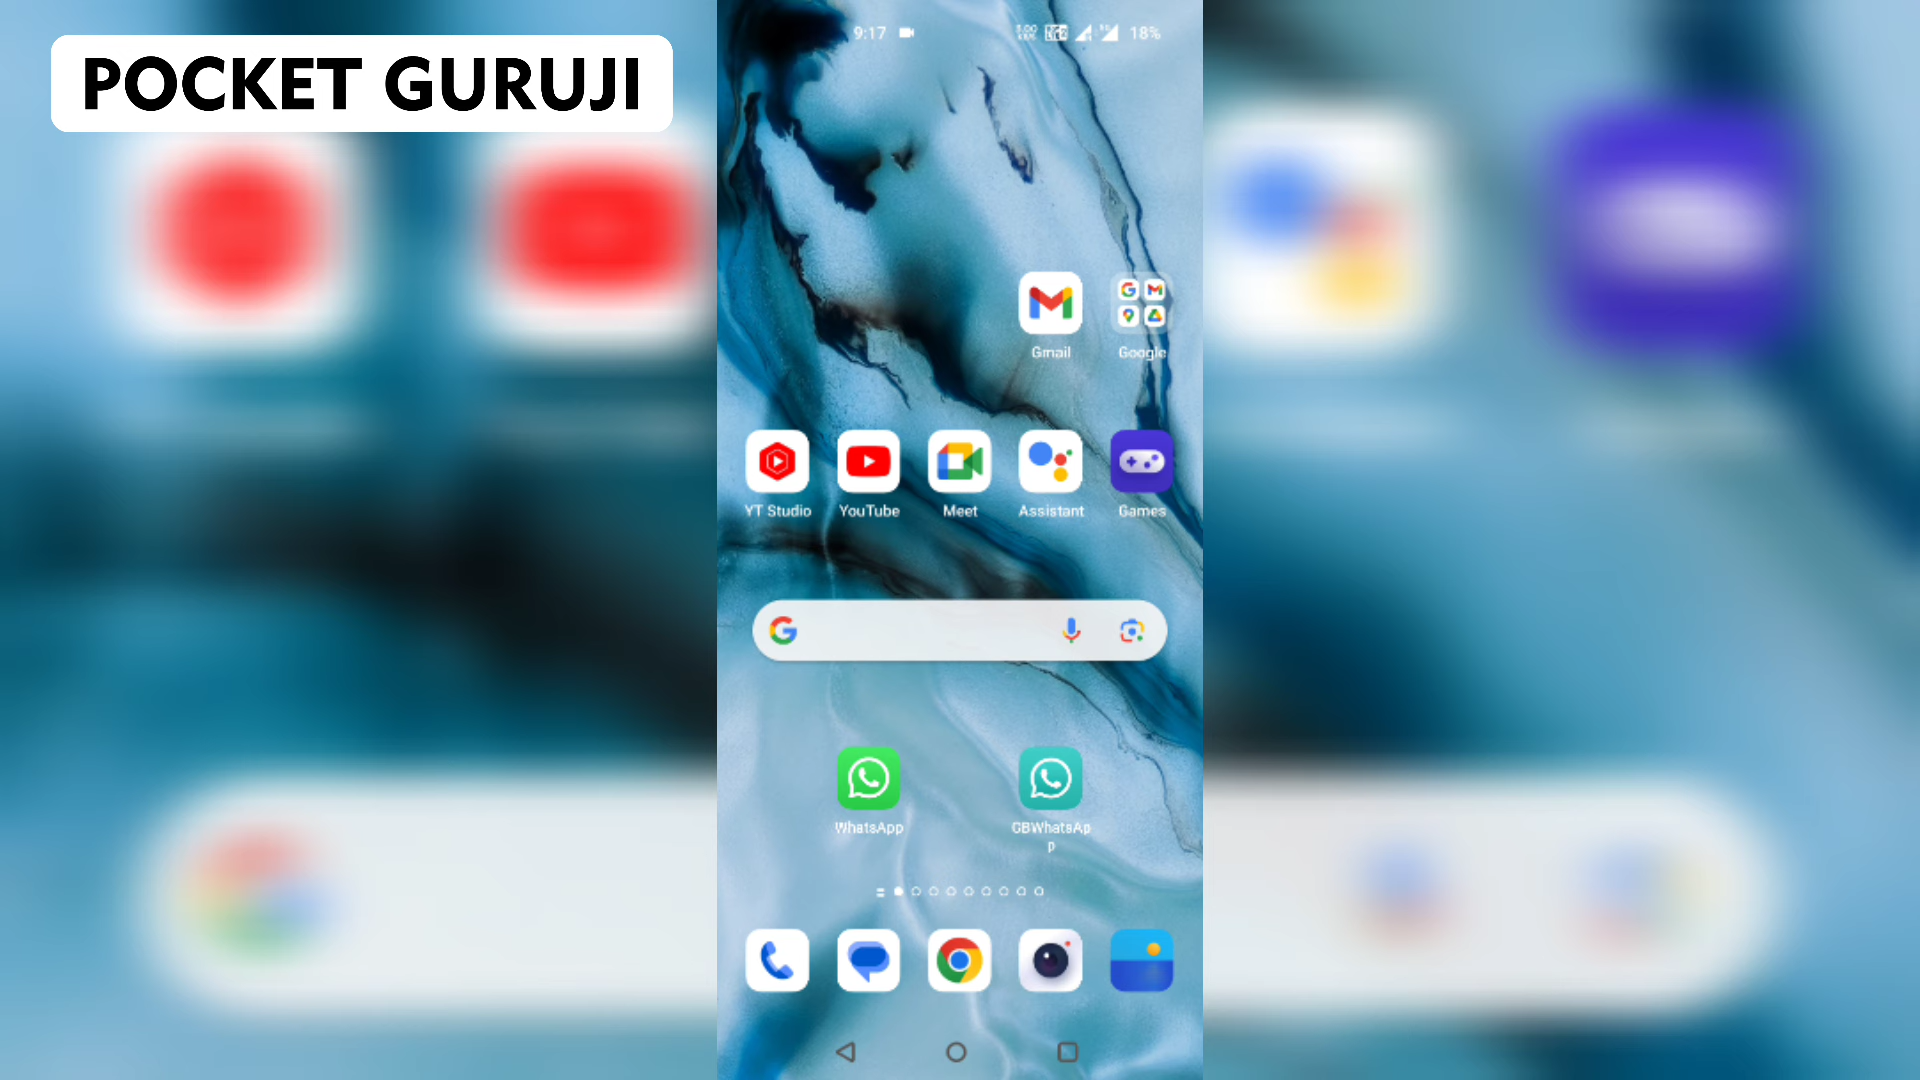 POCKET GURUJI
9:17
18%
Gmail
Google
YT Studio
YouTube
Meet
Assistant
Games
WhatsApp
GBWhatsAp
p